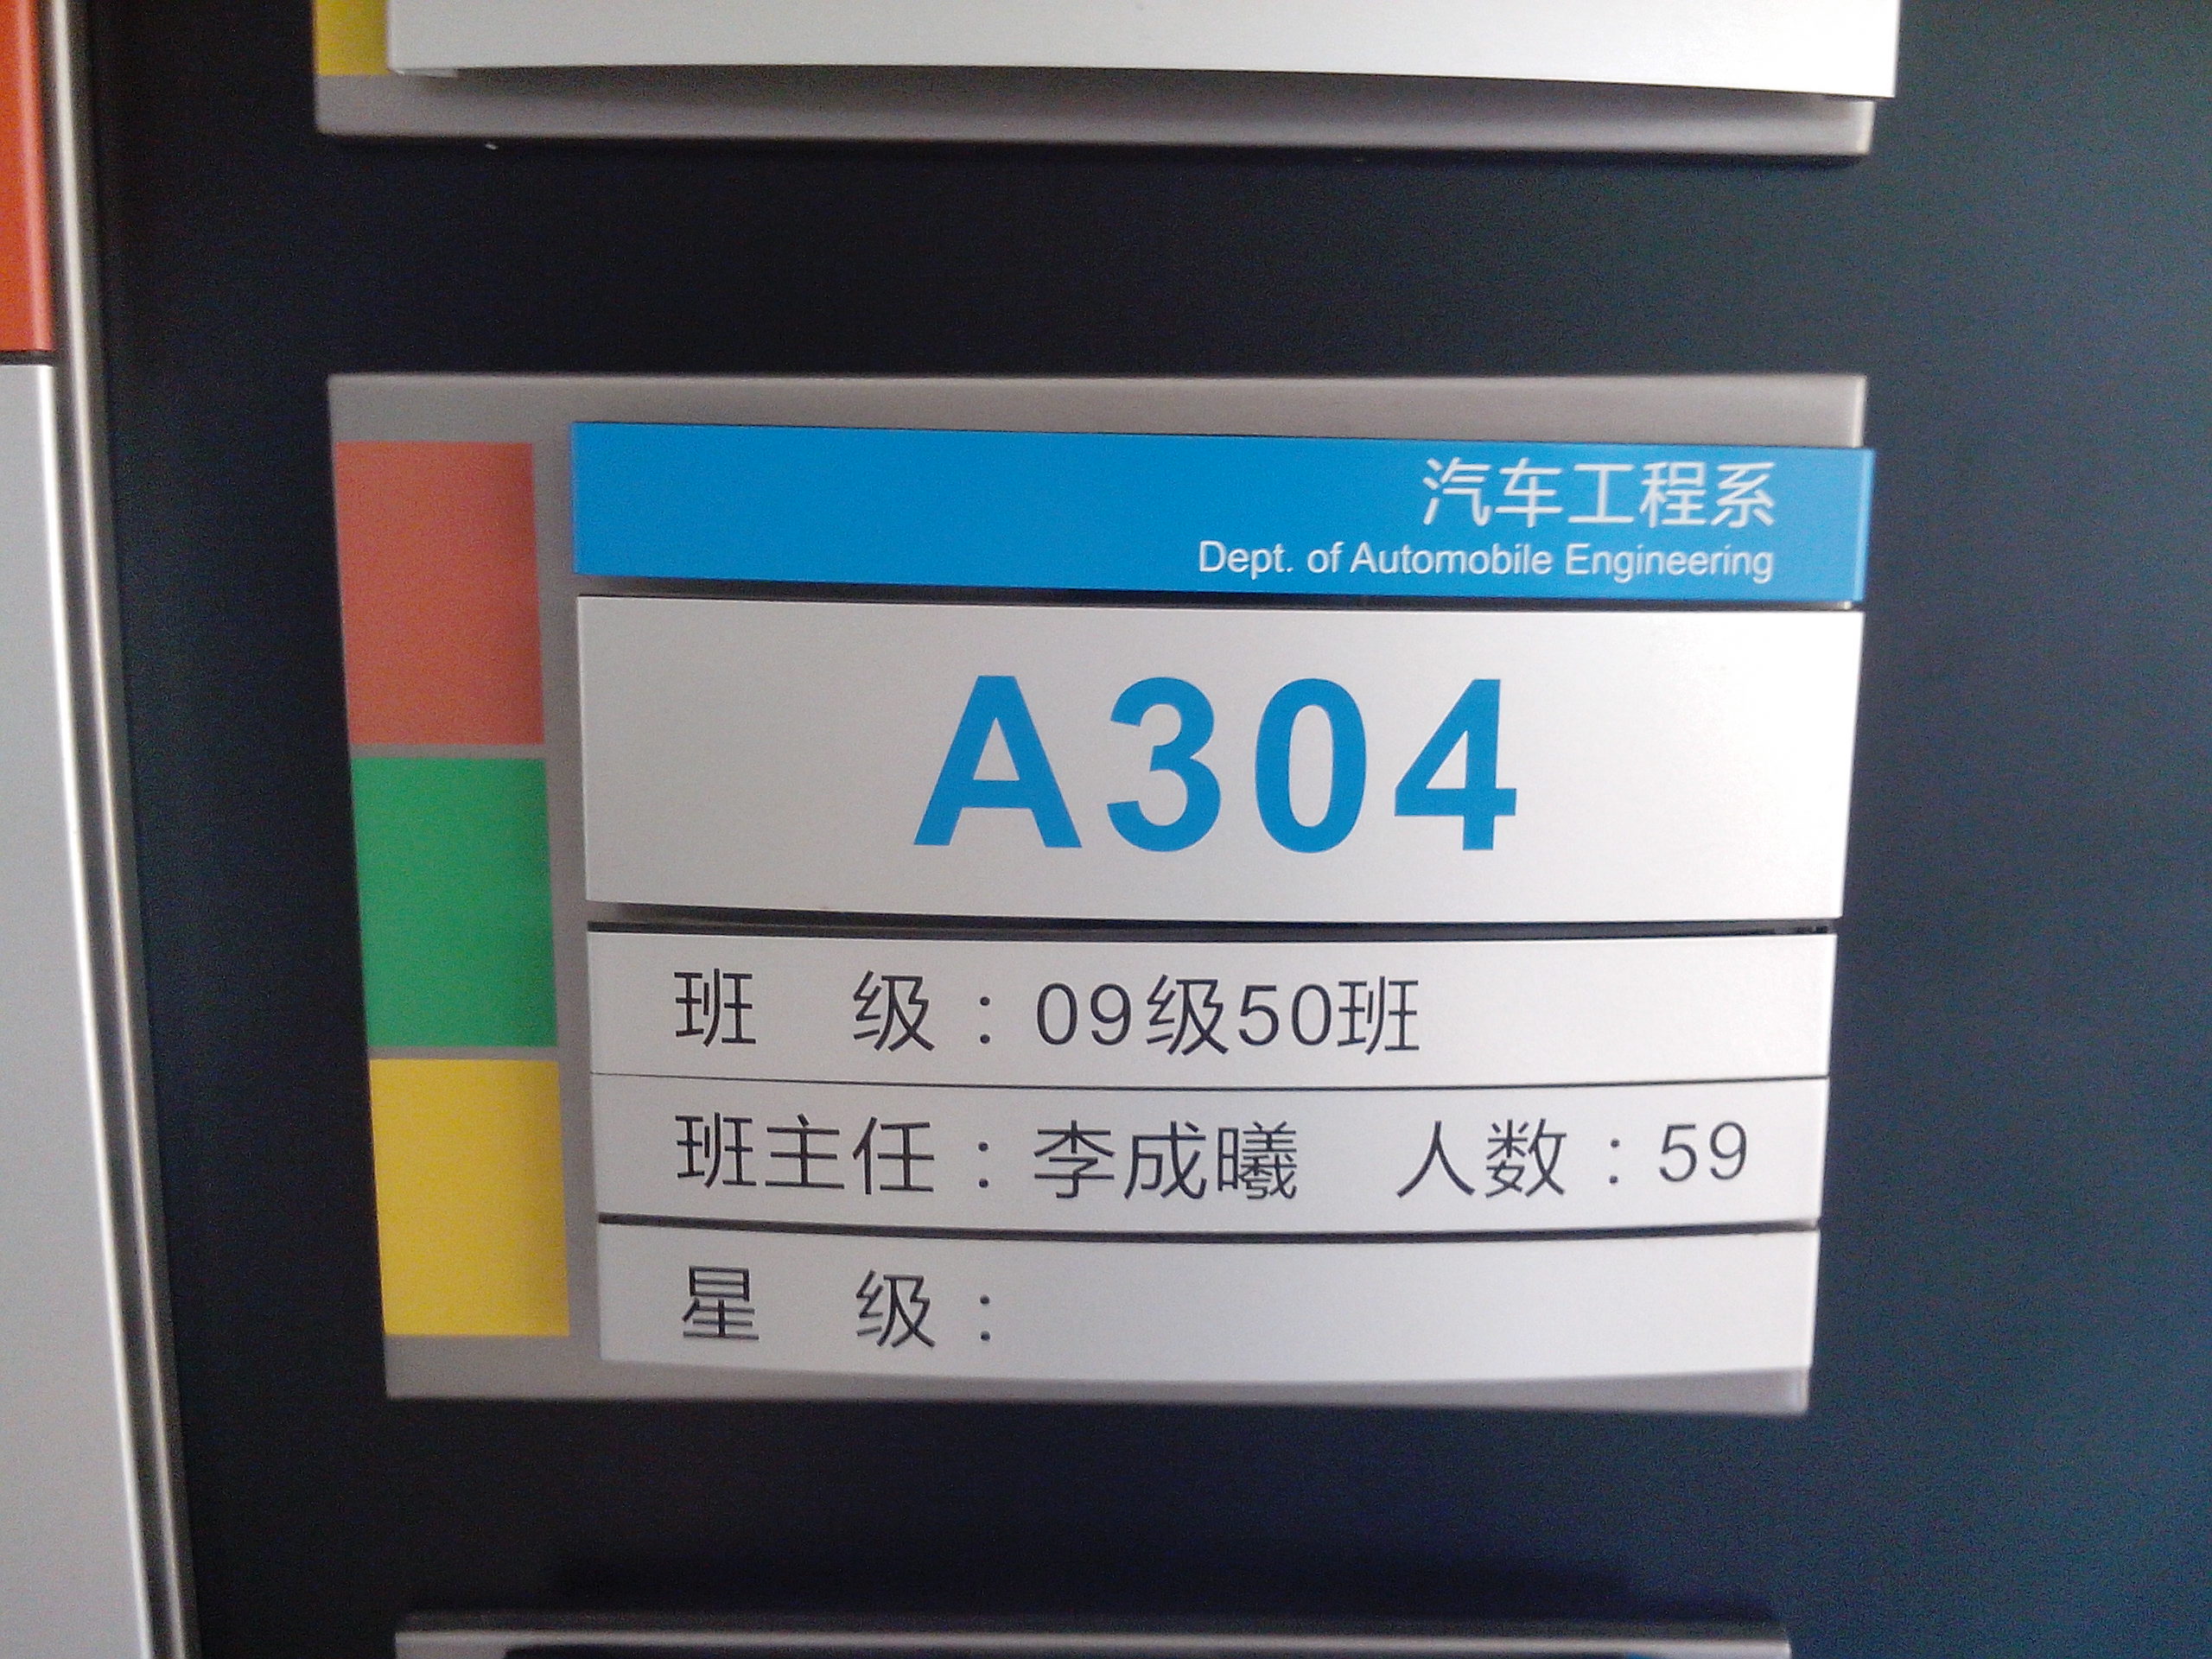 汽车工程系
Dept. of Automobile Engineering
A304
班 级：09级50班
班主任：李成曦 人数：59
星 级：